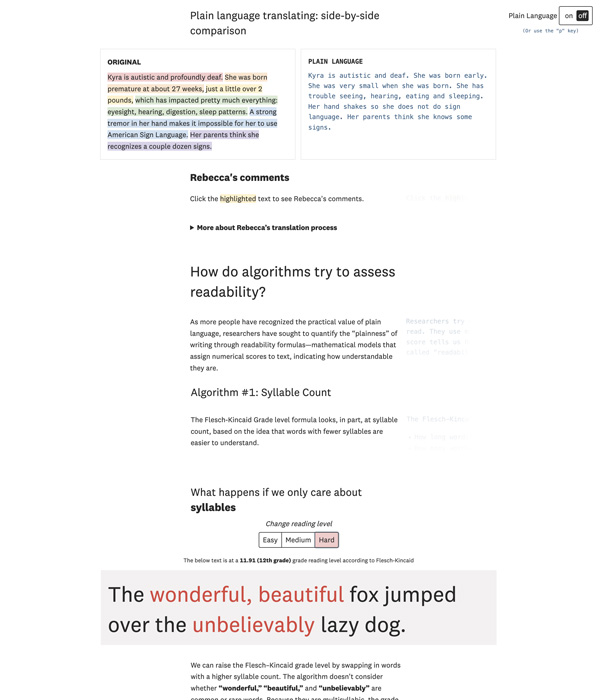 Plain language translating: side-by-side
comparison
Plain Language on off
(Or use the "p" key)
ORIGINAL
Kyra is autistic and profoundly deaf. She was born
premature at about 27 weeks, just a little over 2
pounds, which has impacted pretty much everything:
eyesight, hearing, digestion, sleep patterns. A strong
tremor in her hand makes it impossible for her to use
American Sign Language. Her parents think she
recognizes a couple dozen signs.
PLAIN LANGUAGE
Kyra is autistic and deaf. She was born early.
She was very small when she was born. She has
trouble seeing, hearing, eating and sleeping.
Her hand shakes so she does not do sign
language. Her parents think she knows some
signs.
Rebecca's comments
Click the highlighted text to see Rebecca's comments.
▶ More about Rebecca's translation process
How do algorithms try to assess
readability?
As more people have recognized the practical value of plain
language, researchers have sought to quantify the “plainness” of
writing through readability formulas—mathematical models that
assign numerical scores to text, indicating how understandable
they are.
Researchers try
read. They use
score tells us
called "readab
Algorithm #1: Syllable Count
The Flesch-Kincaid Grade level formula looks, in part, at syllable
count, based on the idea that words with fewer syllables are
easier to understand.
The Flesch-Kinc
What happens if we only care about
syllables
Change reading level
Easy Medium Hard
The below text is at a 11.91 (12th grade) grade reading level according to Flesch-Kincaid
The wonderful, beautiful fox jumped
over the unbelievably lazy dog.
We can raise the Flesch–Kincaid grade level by swapping in words
with a higher syllable count. The algorithm doesn't consider
whether “wonderful,” “beautiful,” and “unbelievably” are
common or rare words. Because they are multisyllabic, the grade